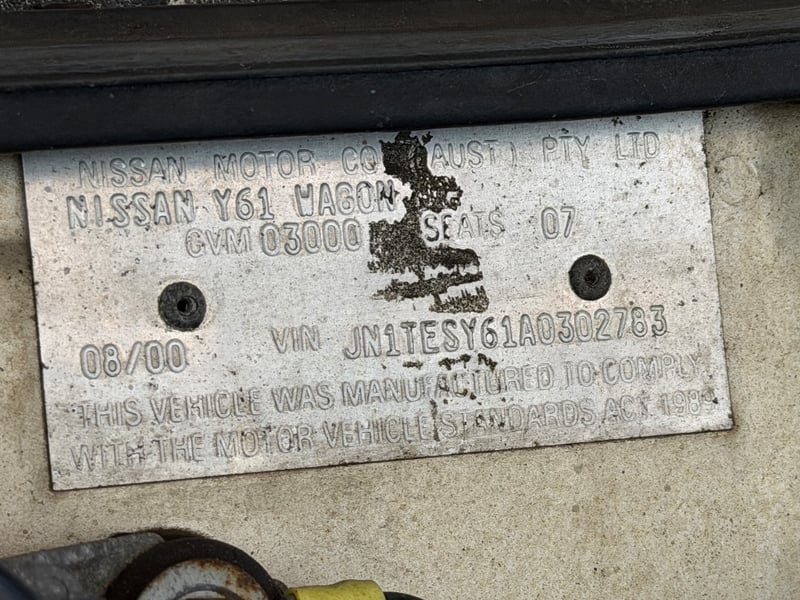 NISSAN MOTOR CO (AUST) PTY LTD
NISSAN Y61 WAGON
GVM 03000 SEATS 07
08/00 VIN JN1TESY61A0302783
THIS VEHICLE WAS MANUFACTURED TO COMPLY
WITH THE MOTOR VEHICLE STANDARDS ACT 1989